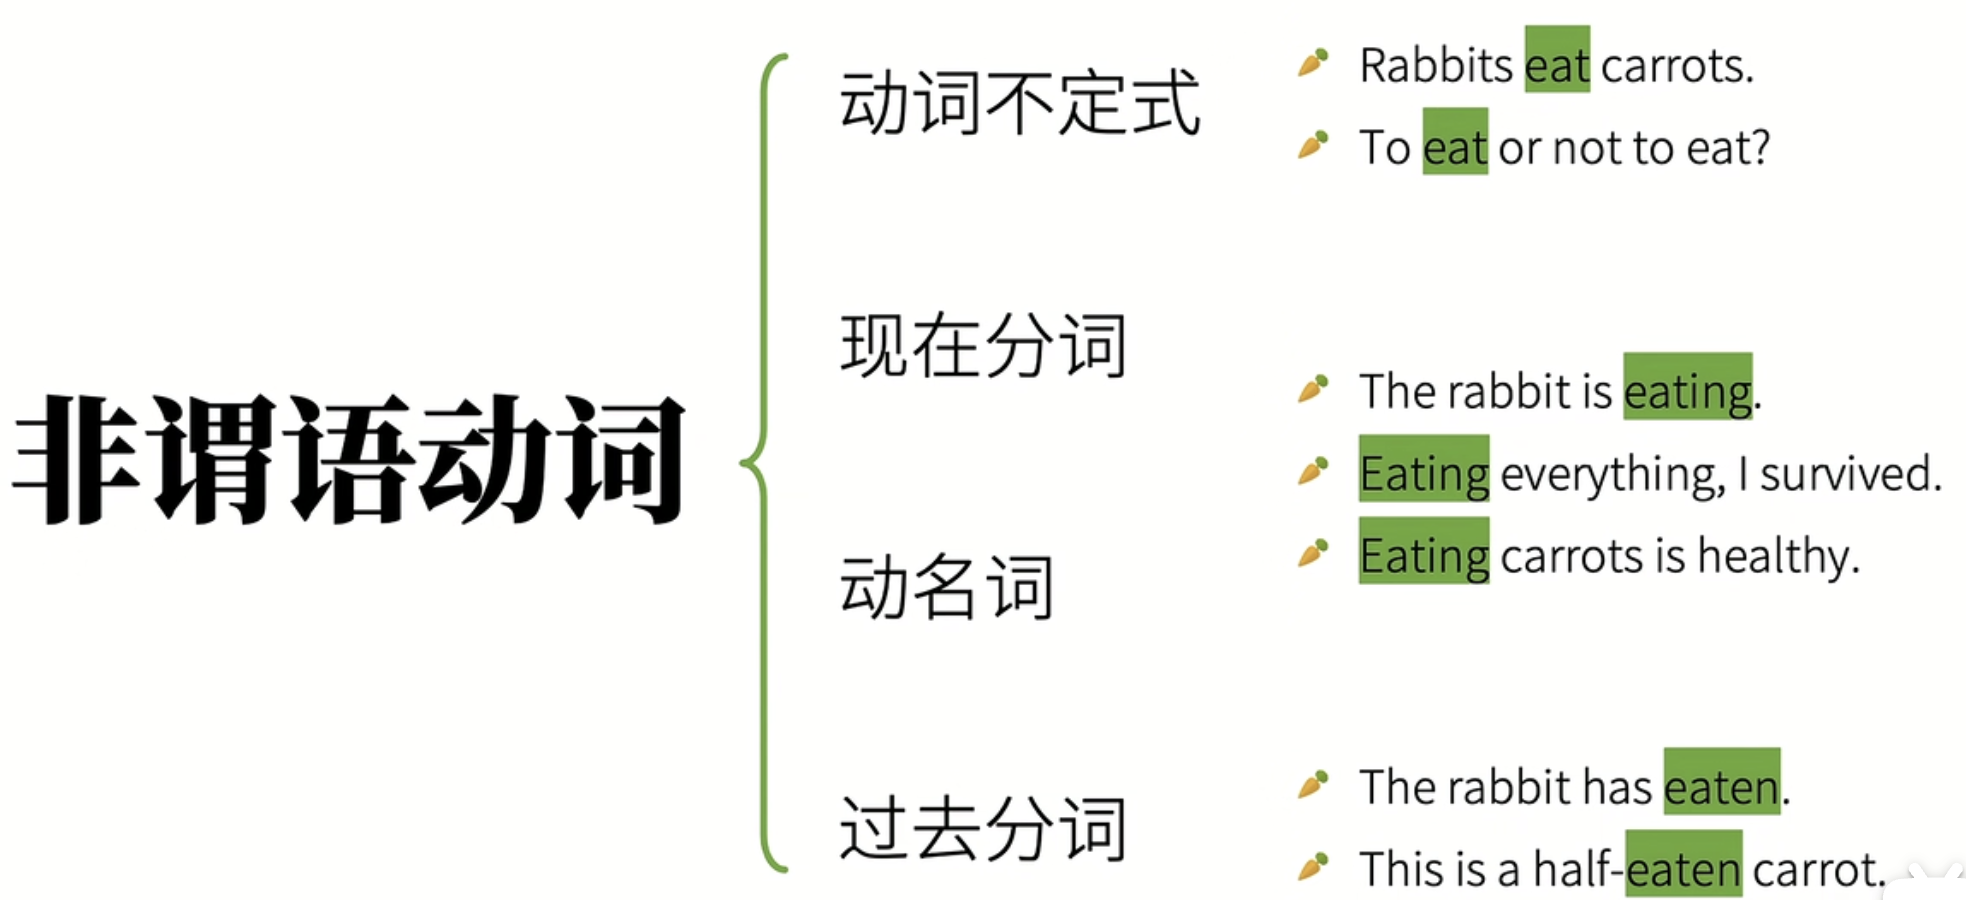 非谓语动词
动词不定式
Rabbits eat carrots.
To eat or not to eat?
现在分词
The rabbit is eating.
Eating everything, I survived.
Eating carrots is healthy.
动名词
过去分词
The rabbit has eaten.
This is a half-eaten carrot.